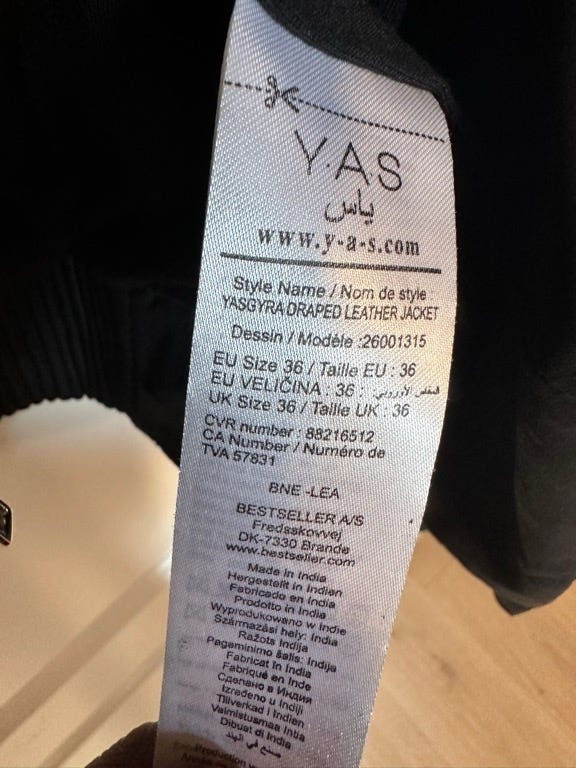 Y.A.S
ياس
www.y-a-s.com
Style Name / Nom de style :
YASGYRA DRAPED LEATHER JACKET
Dessin / Modèle :26001315
EU Size 36 / Taille EU : 36
EU VELIČINA : 36 : المقاس الأوروبي
UK Size 36 / Taille UK : 36
CVR number : 88216512
CA Number / Numéro de
TVA 57831
BNE -LEA
BESTSELLER A/S
Fredsskovvej
DK-7330 Brande
www.bestseller.com
Made in India
Hergestellt in Indien
Fabricado en India
Prodotto in India
Wyprodukowano w Indie
Származási hely: India
Ražots Indija
Pagaminimo šalis: Indija
Fabricat în India
Fabriqué en Inde
Сделано в Индия
Izrađeno u Indiji
Tillverkad i Indien
Valmistusmaa Intia
Dibuat di India
صنع في الهند
Production